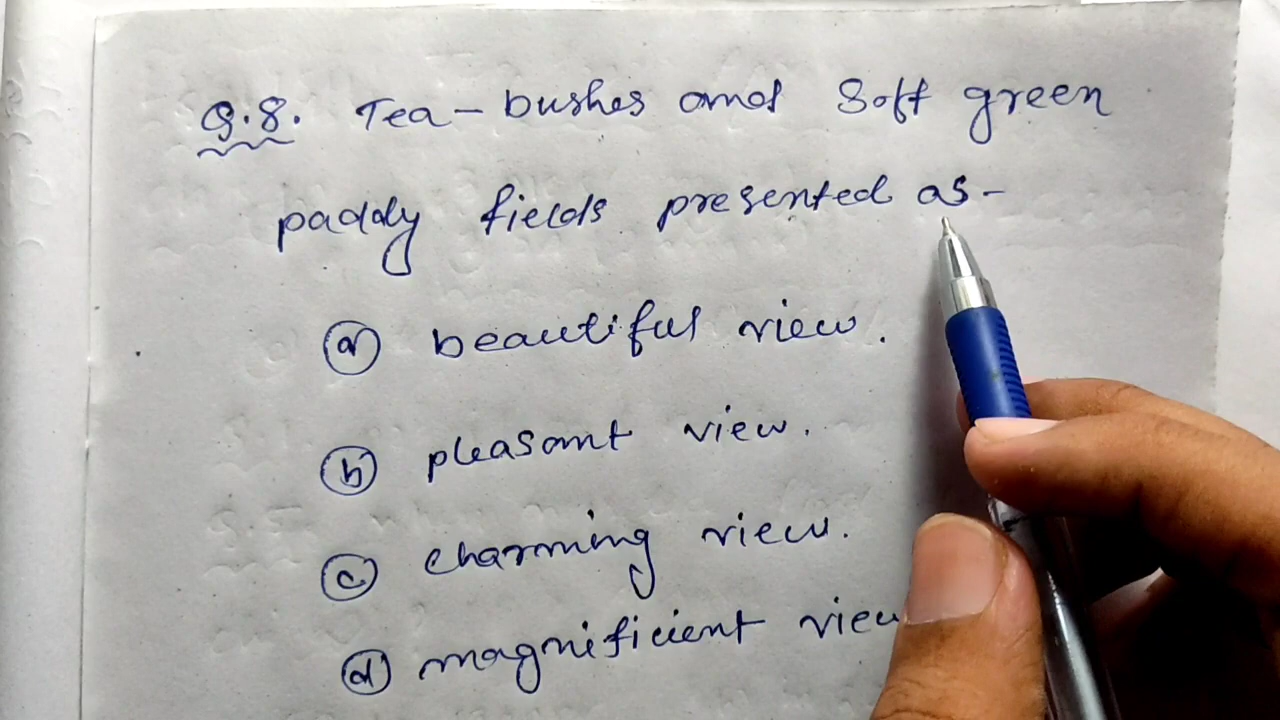 Q.8. Tea-bushes and Soft green
paddy fields presented as-
(a) beautiful view.
(b) pleasant view.
(c) charming view.
(d) magnificient view